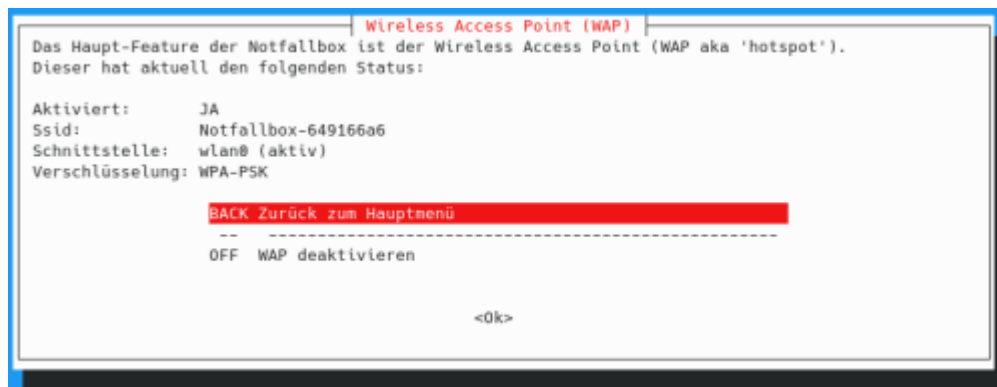 Wireless Access Point (WAP)
Das Haupt-Feature der Notfallbox ist der Wireless Access Point (WAP aka 'hotspot').
Dieser hat aktuell den folgenden Status:
Aktiviert: JA
Ssid: Notfallbox-649166a6
Schnittstelle: wlan0 (aktiv)
Verschlüsselung: WPA-PSK
BACK Zurück zum Hauptmenü
-- ---------------------------------------------------
OFF WAP deaktivieren
<Ok>